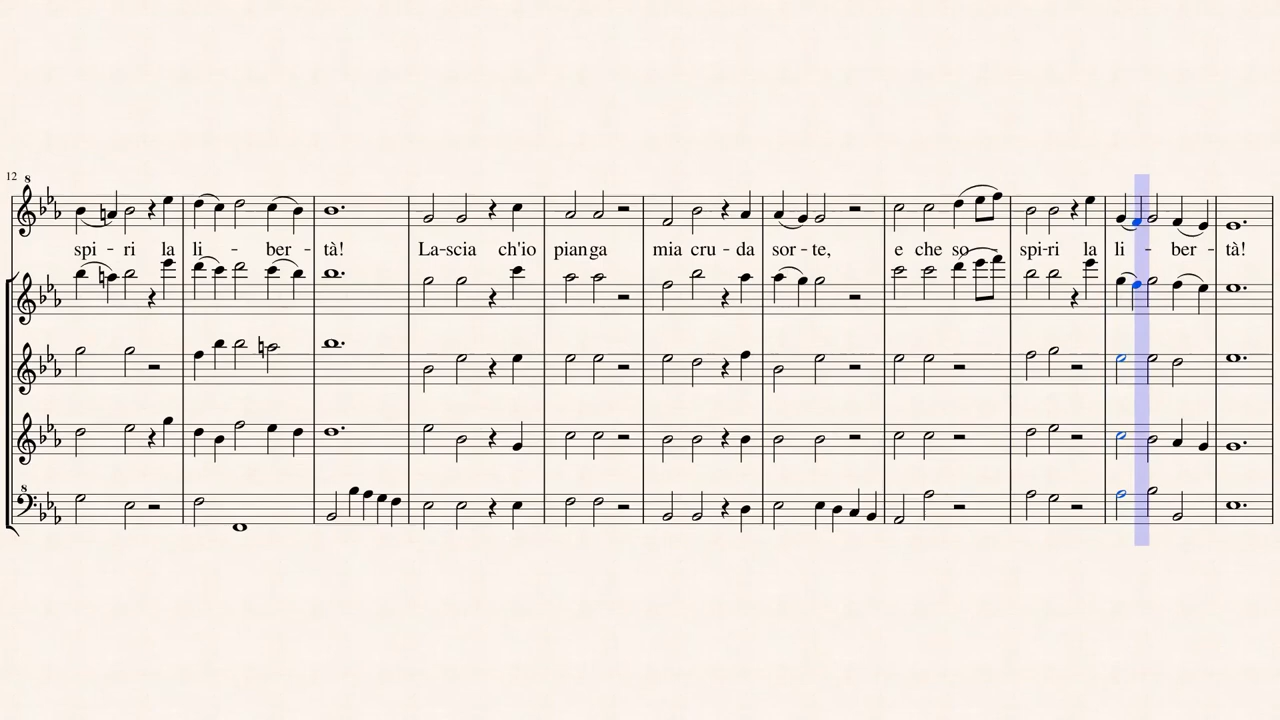 12
8
spi - ri la li - ber - tà! La-scia ch'io pianga mia cru - da sor - te, e che so - spi-ri la li - ber - tà!
8